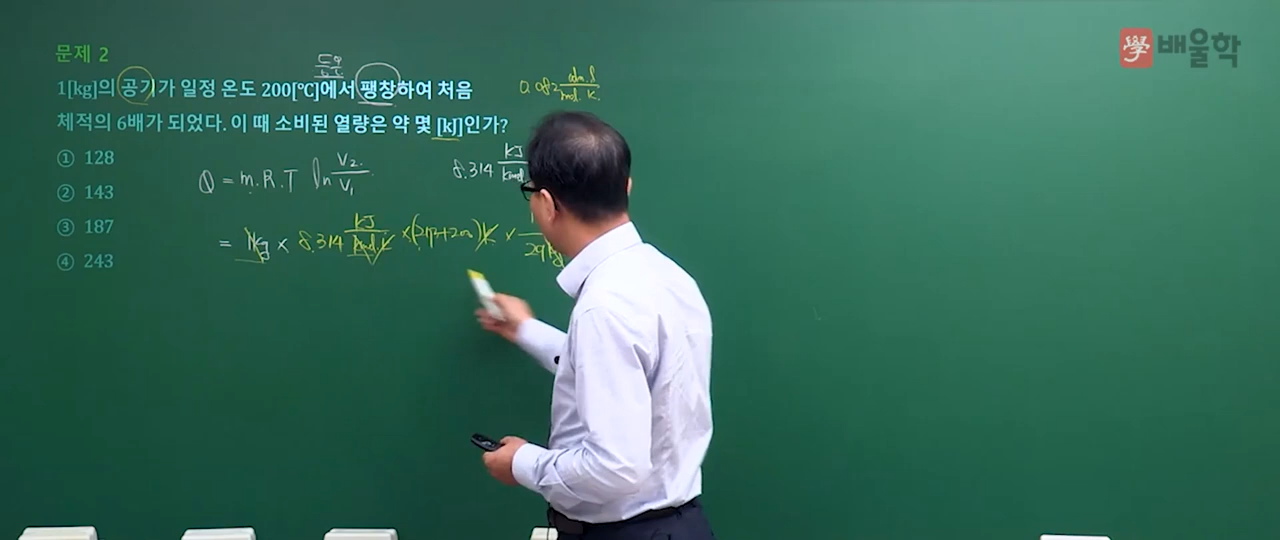 學 배울학
문제 2
1[kg]의 공기가 일정 온도 200[℃]에서 팽창하여 처음
체적의 6배가 되었다. 이 때 소비된 열량은 약 몇 [kJ]인가?
① 128
② 143
③ 187
④ 243
0.082 atm·l / mol·K
Q = m.R.T ln V₂/V₁
8.314 kJ / kmol
= 1kg × 8.314 kJ / kmol·K × (273+200)K × 1 / 29kg